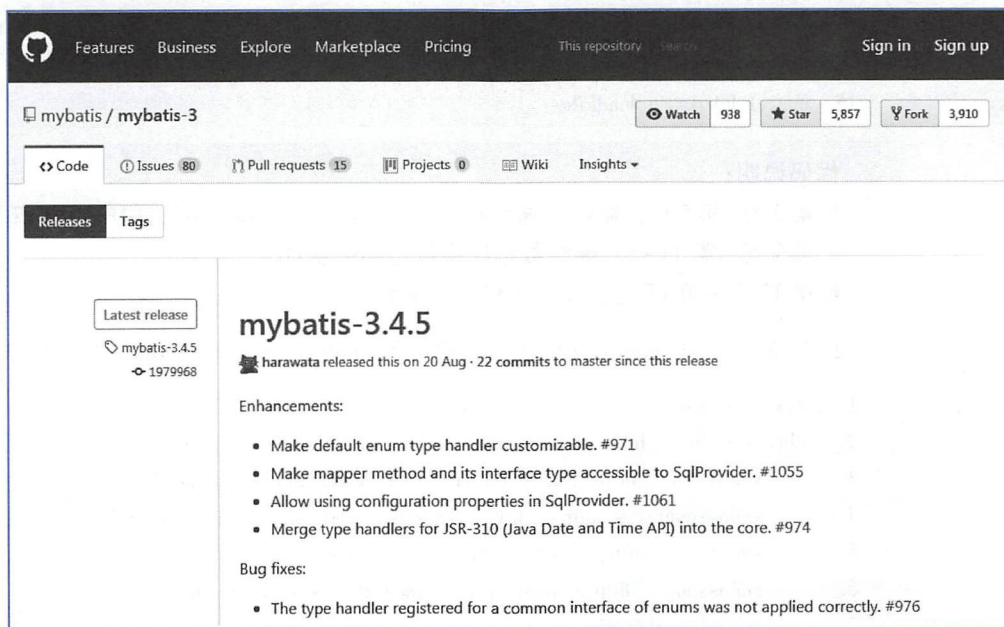 Features Business Explore Marketplace Pricing This repository Search Sign in Sign up
mybatis / mybatis-3
Watch 938 Star 5,857 Fork 3,910
Code Issues 80 Pull requests 15 Projects 0 Wiki Insights
Releases Tags
Latest release
mybatis-3.4.5
1979968
mybatis-3.4.5
harawata released this on 20 Aug · 22 commits to master since this release
Enhancements:
• Make default enum type handler customizable. #971
• Make mapper method and its interface type accessible to SqlProvider. #1055
• Allow using configuration properties in SqlProvider. #1061
• Merge type handlers for JSR-310 (Java Date and Time API) into the core. #974
Bug fixes:
• The type handler registered for a common interface of enums was not applied correctly. #976